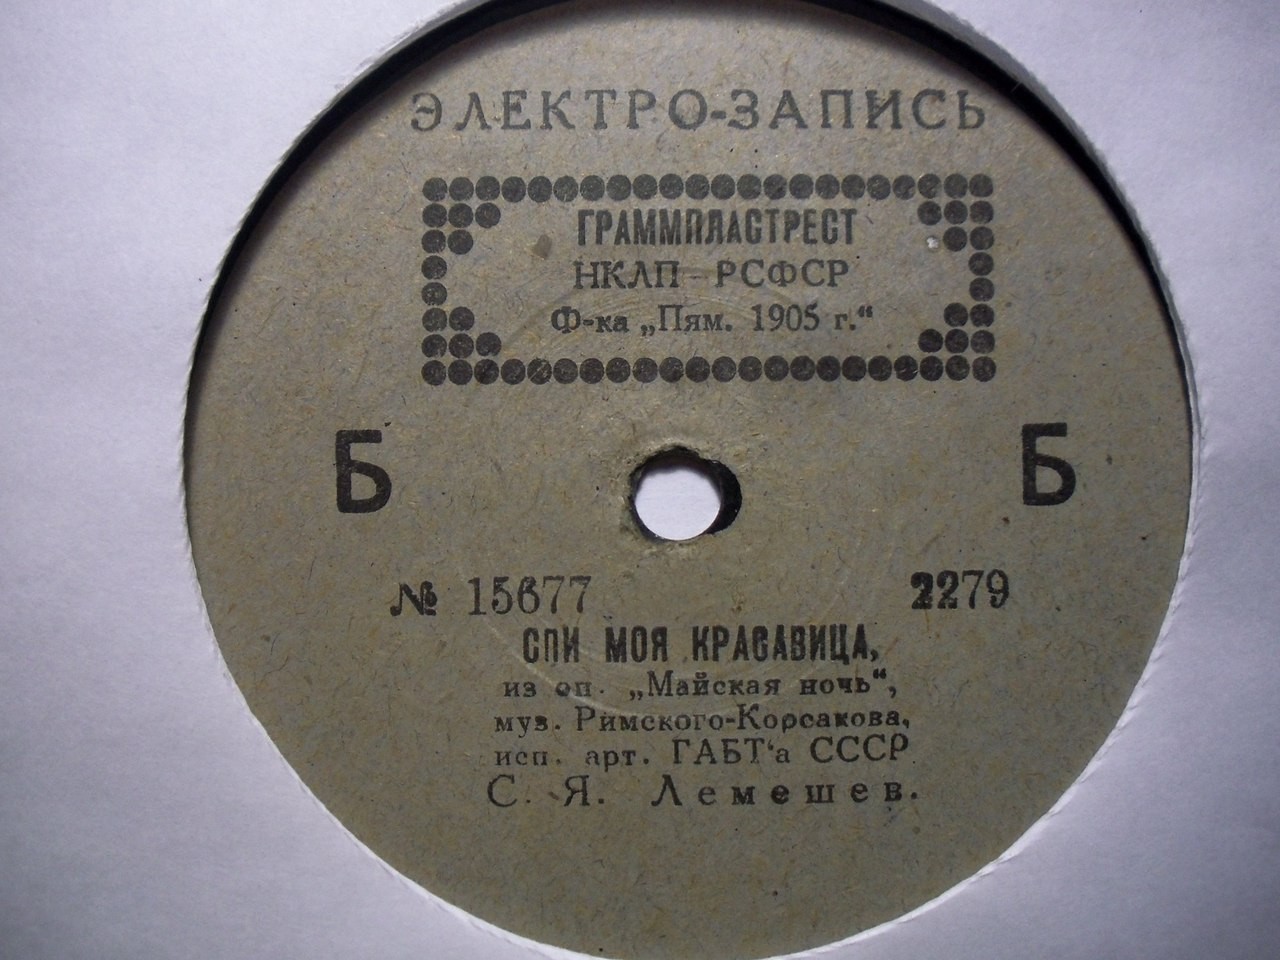 ЭЛЕКТРО-ЗАПИСЬ
ГРАММПЛАСТРЕСТ
НКЛП-РСФСР
Ф-ка „Пям. 1905 г.“
Б Б
№ 15677 2279
СПИ МОЯ КРАСАВИЦА,
из оп. „Майская ночь“,
муз. Римского-Корсакова,
исп. арт. ГАБТ‘а СССР
С. Я. Лемешев.